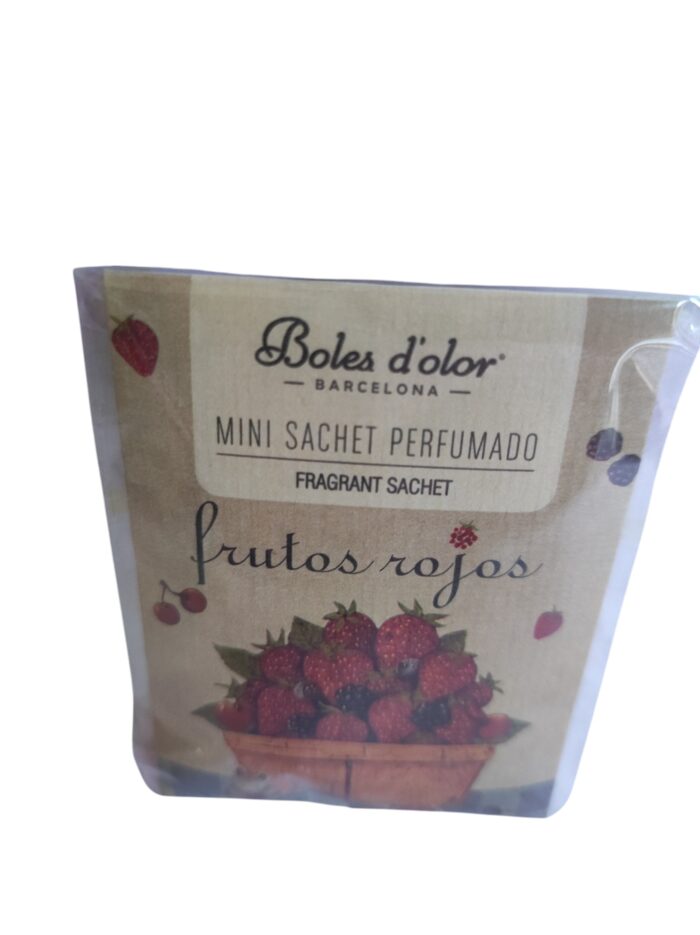 Boles d'olor®
— BARCELONA —
MINI SACHET PERFUMADO
FRAGRANT SACHET
frutos rojos